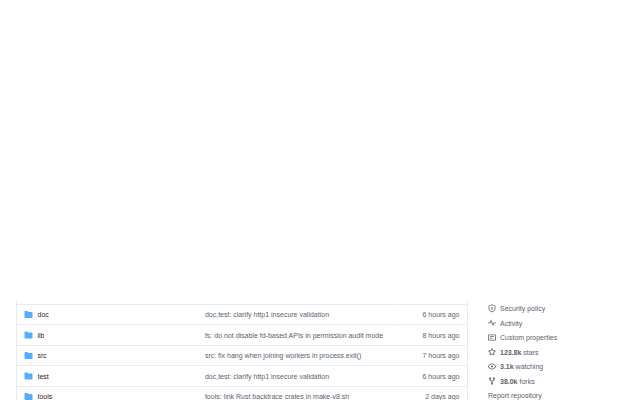 doc doc,test: clarify http1 insecure validation 6 hours ago
lib fs: do not disable fd-based APIs in permission audit mode 8 hours ago
src src: fix hang when joining workers in process.exit() 7 hours ago
test doc,test: clarify http1 insecure validation 6 hours ago
tools tools: link Rust backtrace crates in make-v8.sh 2 days ago
Security policy
Activity
Custom properties
123.8k stars
3.1k watching
38.0k forks
Report repository